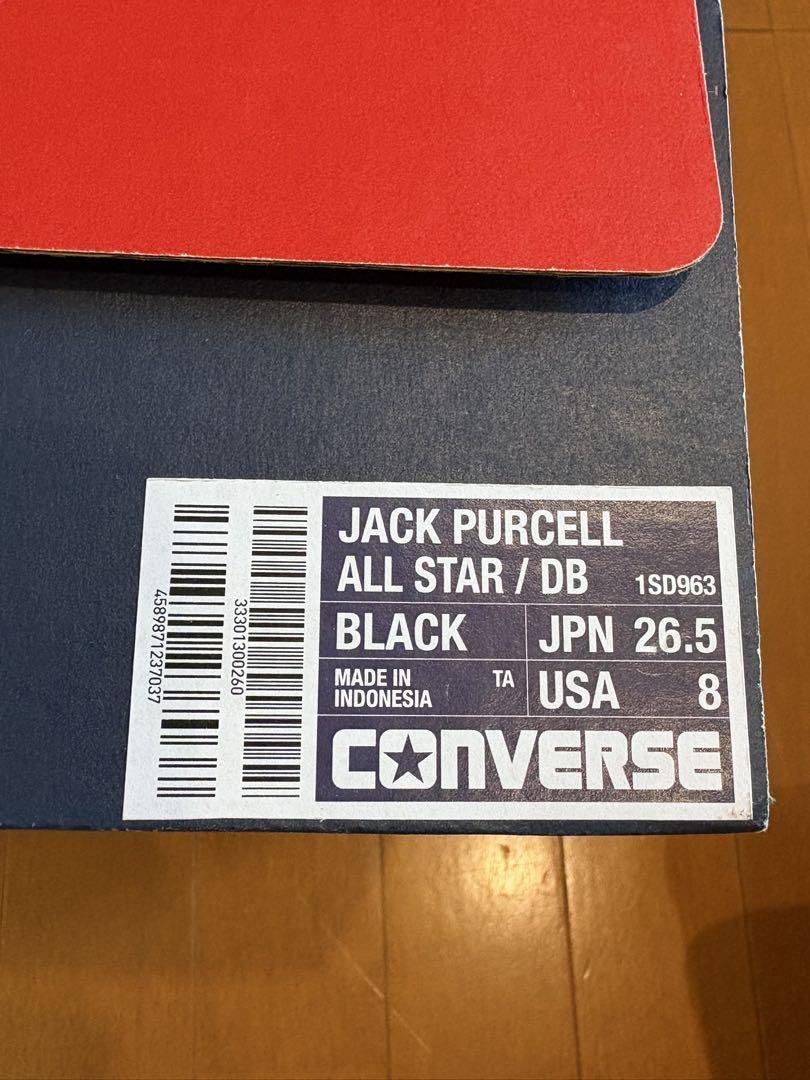 JACK PURCELL
ALL STAR / DB 1SD963
BLACK
JPN 26.5
MADE IN
INDONESIA
TA
USA 8
CONVERSE
4589871237037
33301300260